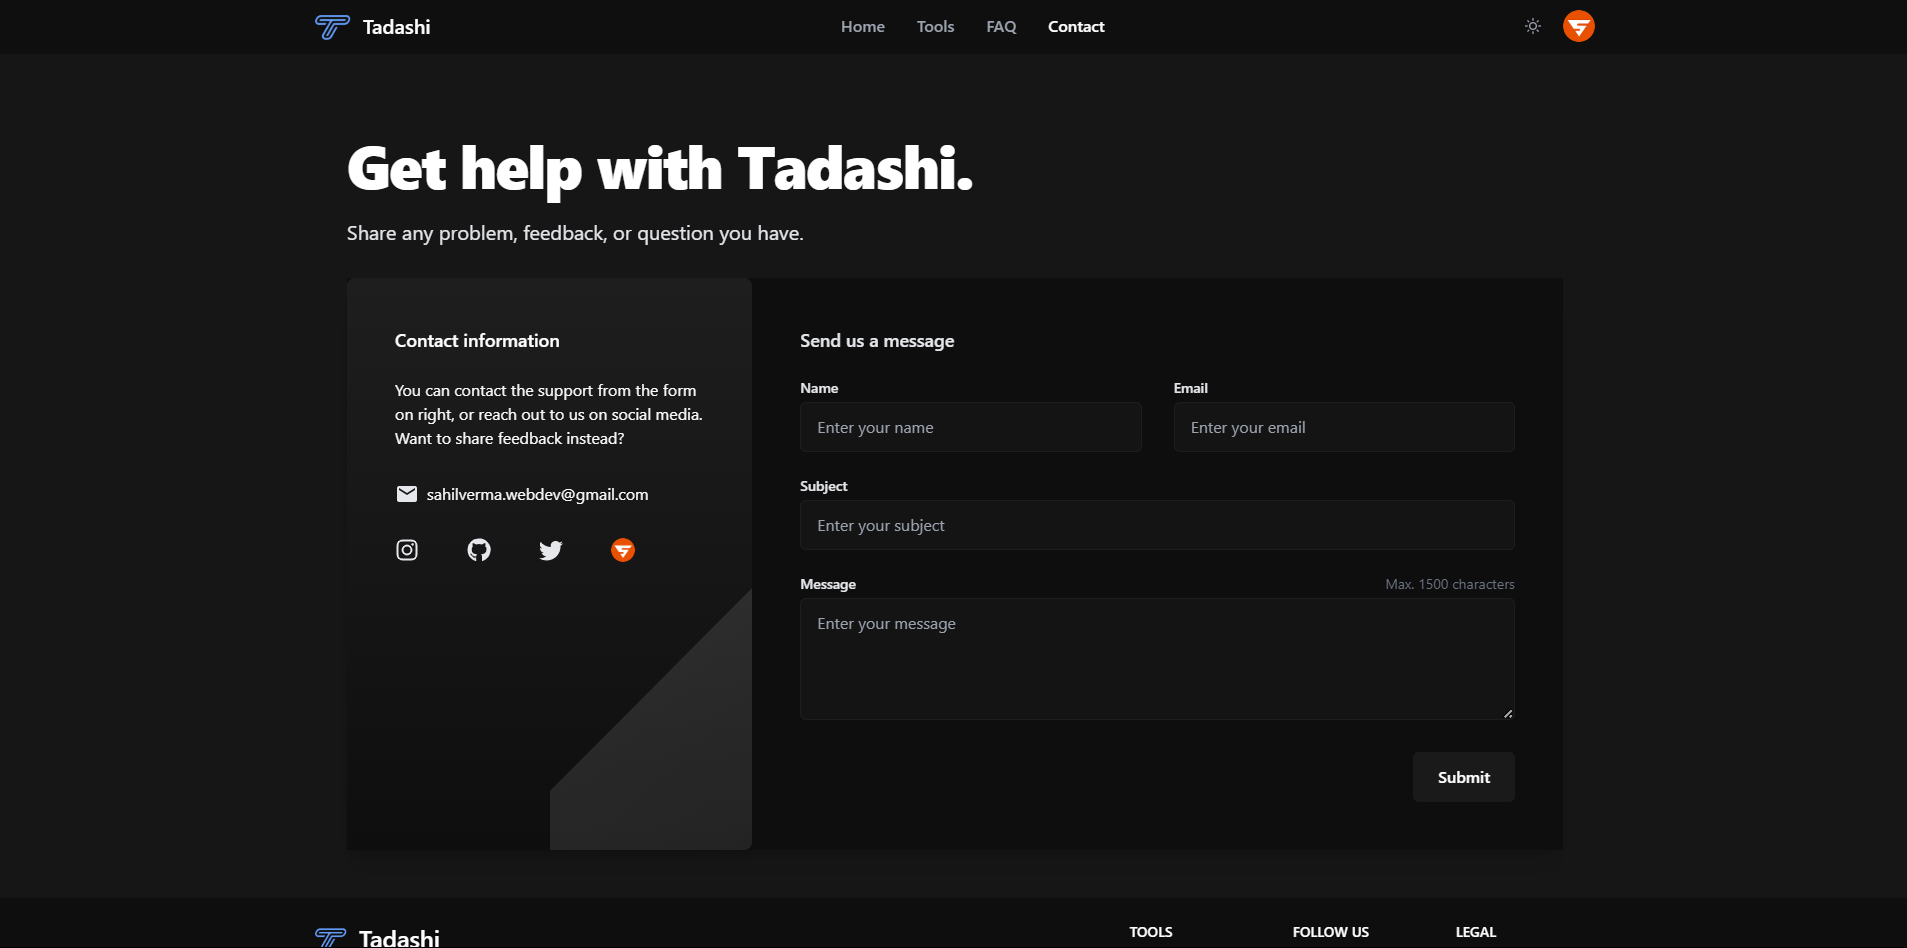 Tadashi
Home
Tools
FAQ
Contact
Get help with Tadashi.
Share any problem, feedback, or question you have.
Contact information
You can contact the support from the form
on right, or reach out to us on social media.
Want to share feedback instead?
sahilverma.webdev@gmail.com
Send us a message
Name
Email
Enter your name
Enter your email
Subject
Enter your subject
Message
Max. 1500 characters
Enter your message
Submit
Tadashi
TOOLS
FOLLOW US
LEGAL